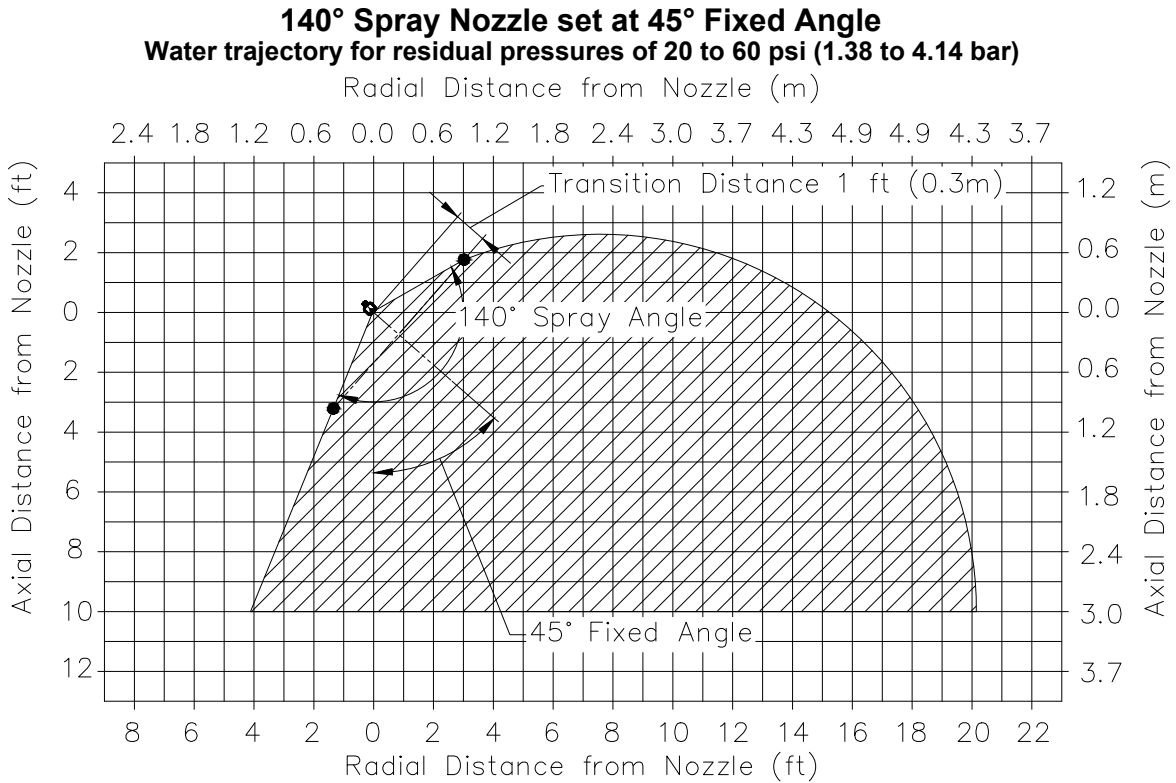 140° Spray Nozzle set at 45° Fixed Angle
Water trajectory for residual pressures of 20 to 60 psi (1.38 to 4.14 bar)
Radial Distance from Nozzle (m)
2.4 1.8 1.2 0.6 0.0 0.6 1.2 1.8 2.4 3.0 3.7 4.3 4.9 4.9 4.3 3.7
Axial Distance from Nozzle (ft)
4
2
0
2
4
6
8
10
12
Transition Distance 1 ft (0.3m)
140° Spray Angle
45° Fixed Angle
1.2
0.6
0.0
0.6
1.2
1.8
2.4
3.0
3.7
Axial Distance from Nozzle (m)
8 6 4 2 0 2 4 6 8 10 12 14 16 18 20 22
Radial Distance from Nozzle (ft)